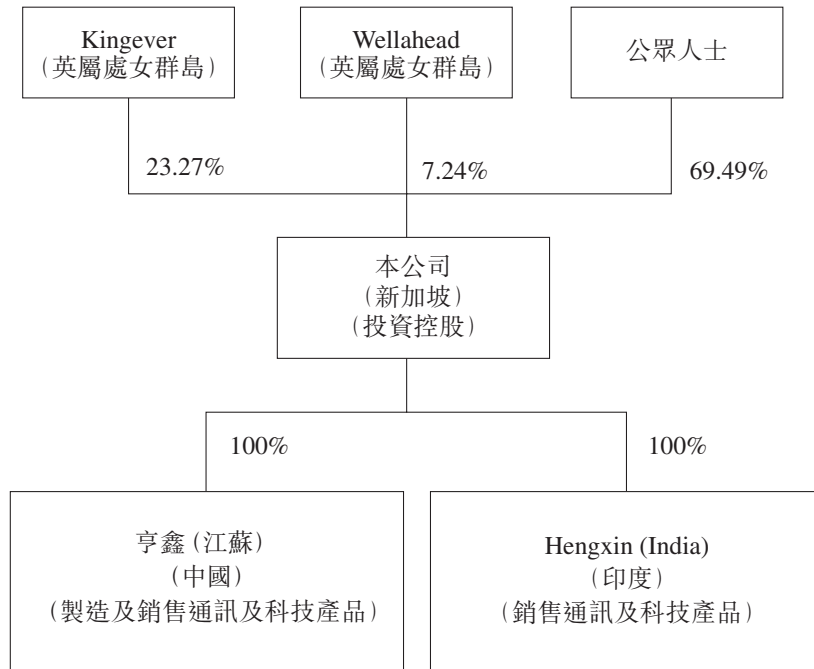 Kingever
（英屬處女群島）
Wellahead
（英屬處女群島）
公眾人士
23.27%
7.24%
69.49%
本公司
（新加坡）
（投資控股）
100%
100%
亨鑫（江蘇）
（中國）
（製造及銷售通訊及科技產品）
Hengxin (India)
（印度）
（銷售通訊及科技產品）